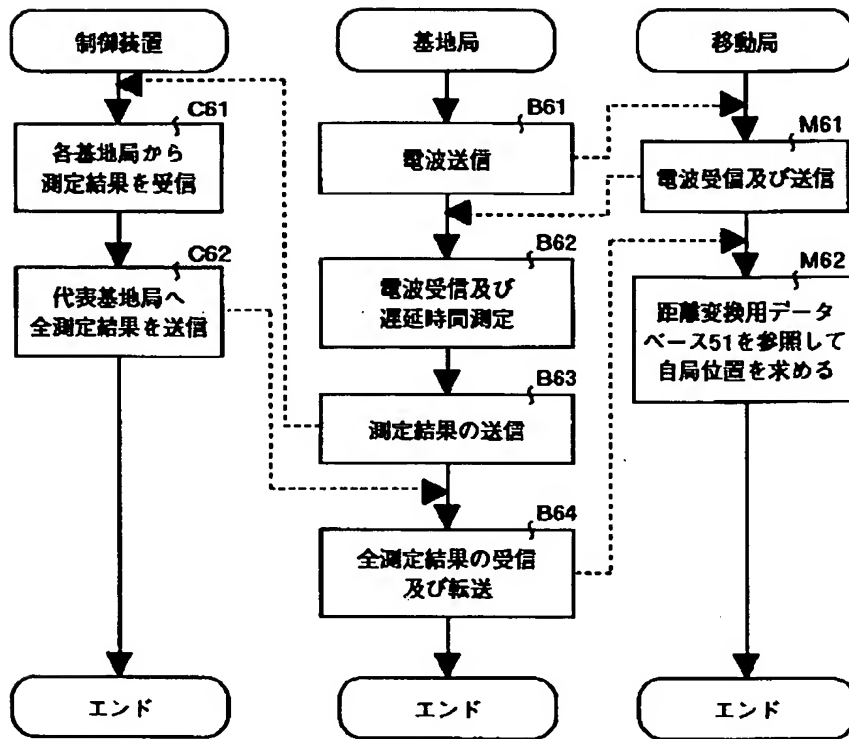 制御装置
基地局
移動局
C61
各基地局から
測定結果を受信
C62
代表基地局へ
全測定結果を送信
エンド
B61
電波送信
B62
電波受信及び
遅延時間測定
B63
測定結果の送信
B64
全測定結果の受信
及び転送
エンド
M61
電波受信及び送信
M62
距離変換用データ
ベース51を参照して
自局位置を求める
エンド